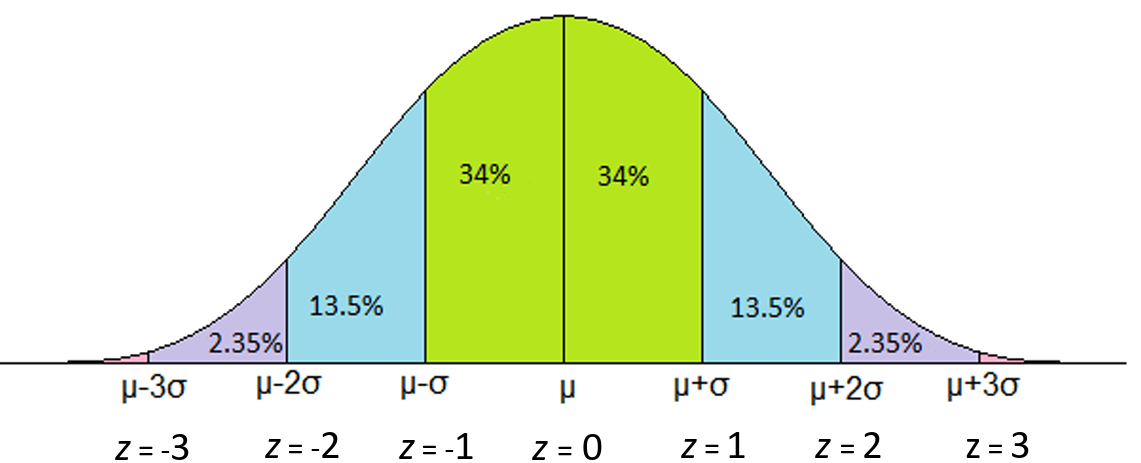 34% 34%
13.5% 13.5%
2.35% 2.35%
μ-3σ μ-2σ μ-σ μ μ+σ μ+2σ μ+3σ
z = -3 z = -2 z = -1 z = 0 z = 1 z = 2 z = 3